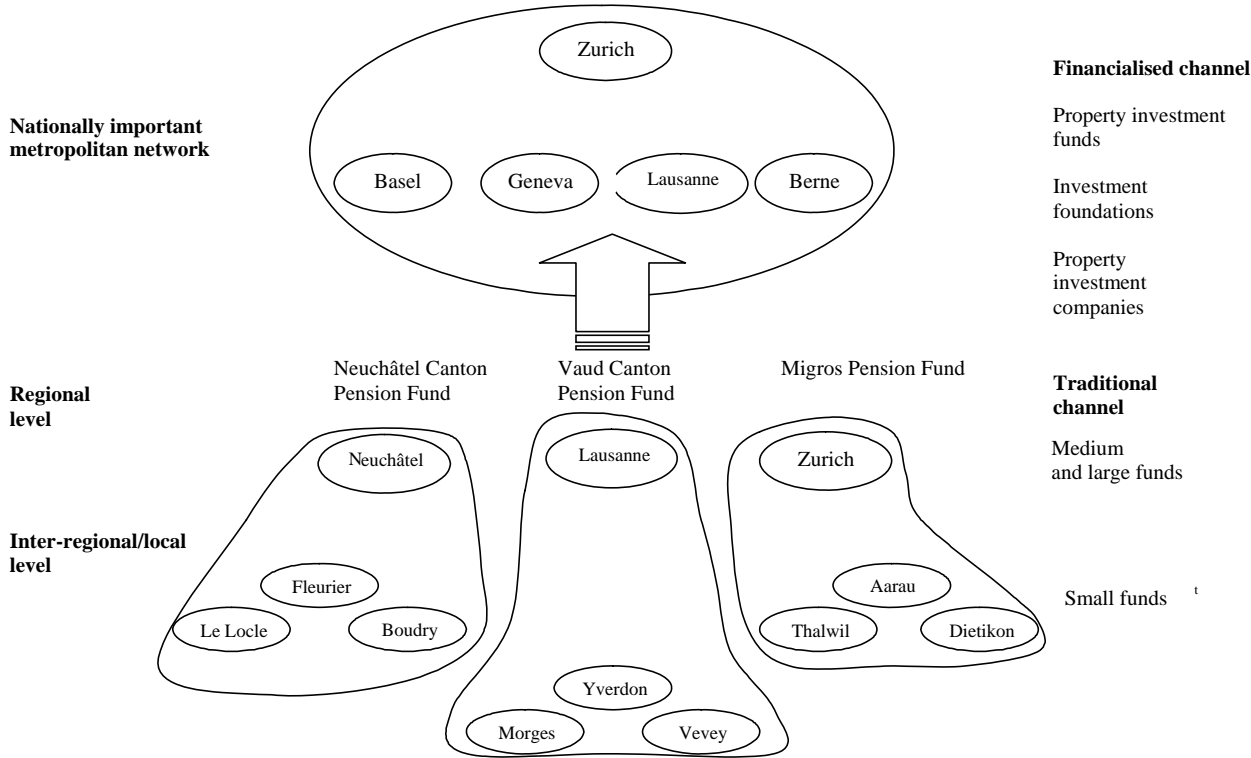 Zurich
Financialised channel
Nationally important
metropolitan network
Property investment
funds
Basel
Geneva
Lausanne
Berne
Investment
foundations
Property
investment
companies
Neuchâtel Canton
Pension Fund
Vaud Canton
Pension Fund
Migros Pension Fund
Regional
level
Traditional
channel
Neuchâtel
Lausanne
Zurich
Medium
and large funds
Inter-regional/local
level
Fleurier
Le Locle
Boudry
Aarau
Thalwil
Dietikon
Small funds t
Yverdon
Morges
Vevey